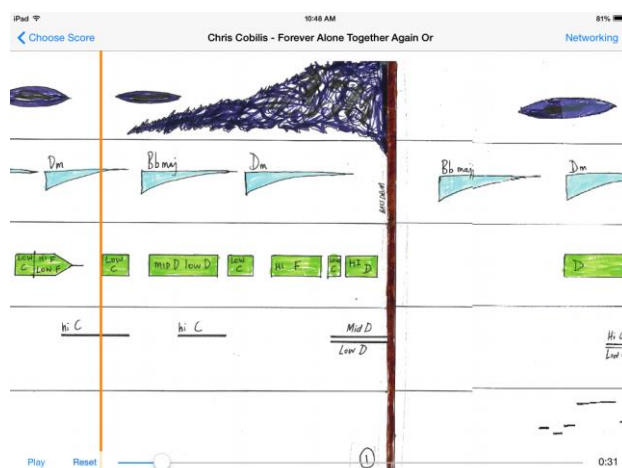 iPad 10:48 AM 81%
Choose Score Chris Cobilis - Forever Alone Together Again Or Networking
Dm Bb maj Dm Bb maj Dm
LOW C HI F LOW F LOW C MID D LOW D LOW C HI F LOW C HI D D
hi C hi C Mid D Hi C
Low D
1
Play Reset 0:31